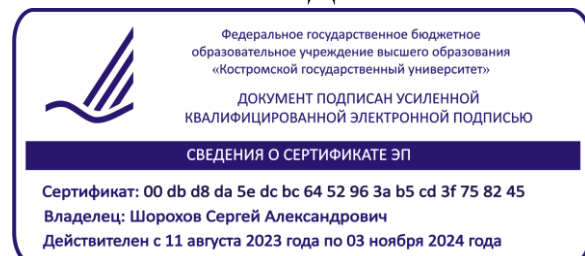 Федеральное государственное бюджетное
образовательное учреждение высшего образования
«Костромской государственный университет»
ДОКУМЕНТ ПОДПИСАН УСИЛЕННОЙ
КВАЛИФИЦИРОВАННОЙ ЭЛЕКТРОННОЙ ПОДПИСЬЮ
СВЕДЕНИЯ О СЕРТИФИКАТЕ ЭП
Сертификат: 00 db d8 da 5e dc bc 64 52 96 3a b5 cd 3f 75 82 45
Владелец: Шорохов Сергей Александрович
Действителен с 11 августа 2023 года по 03 ноября 2024 года